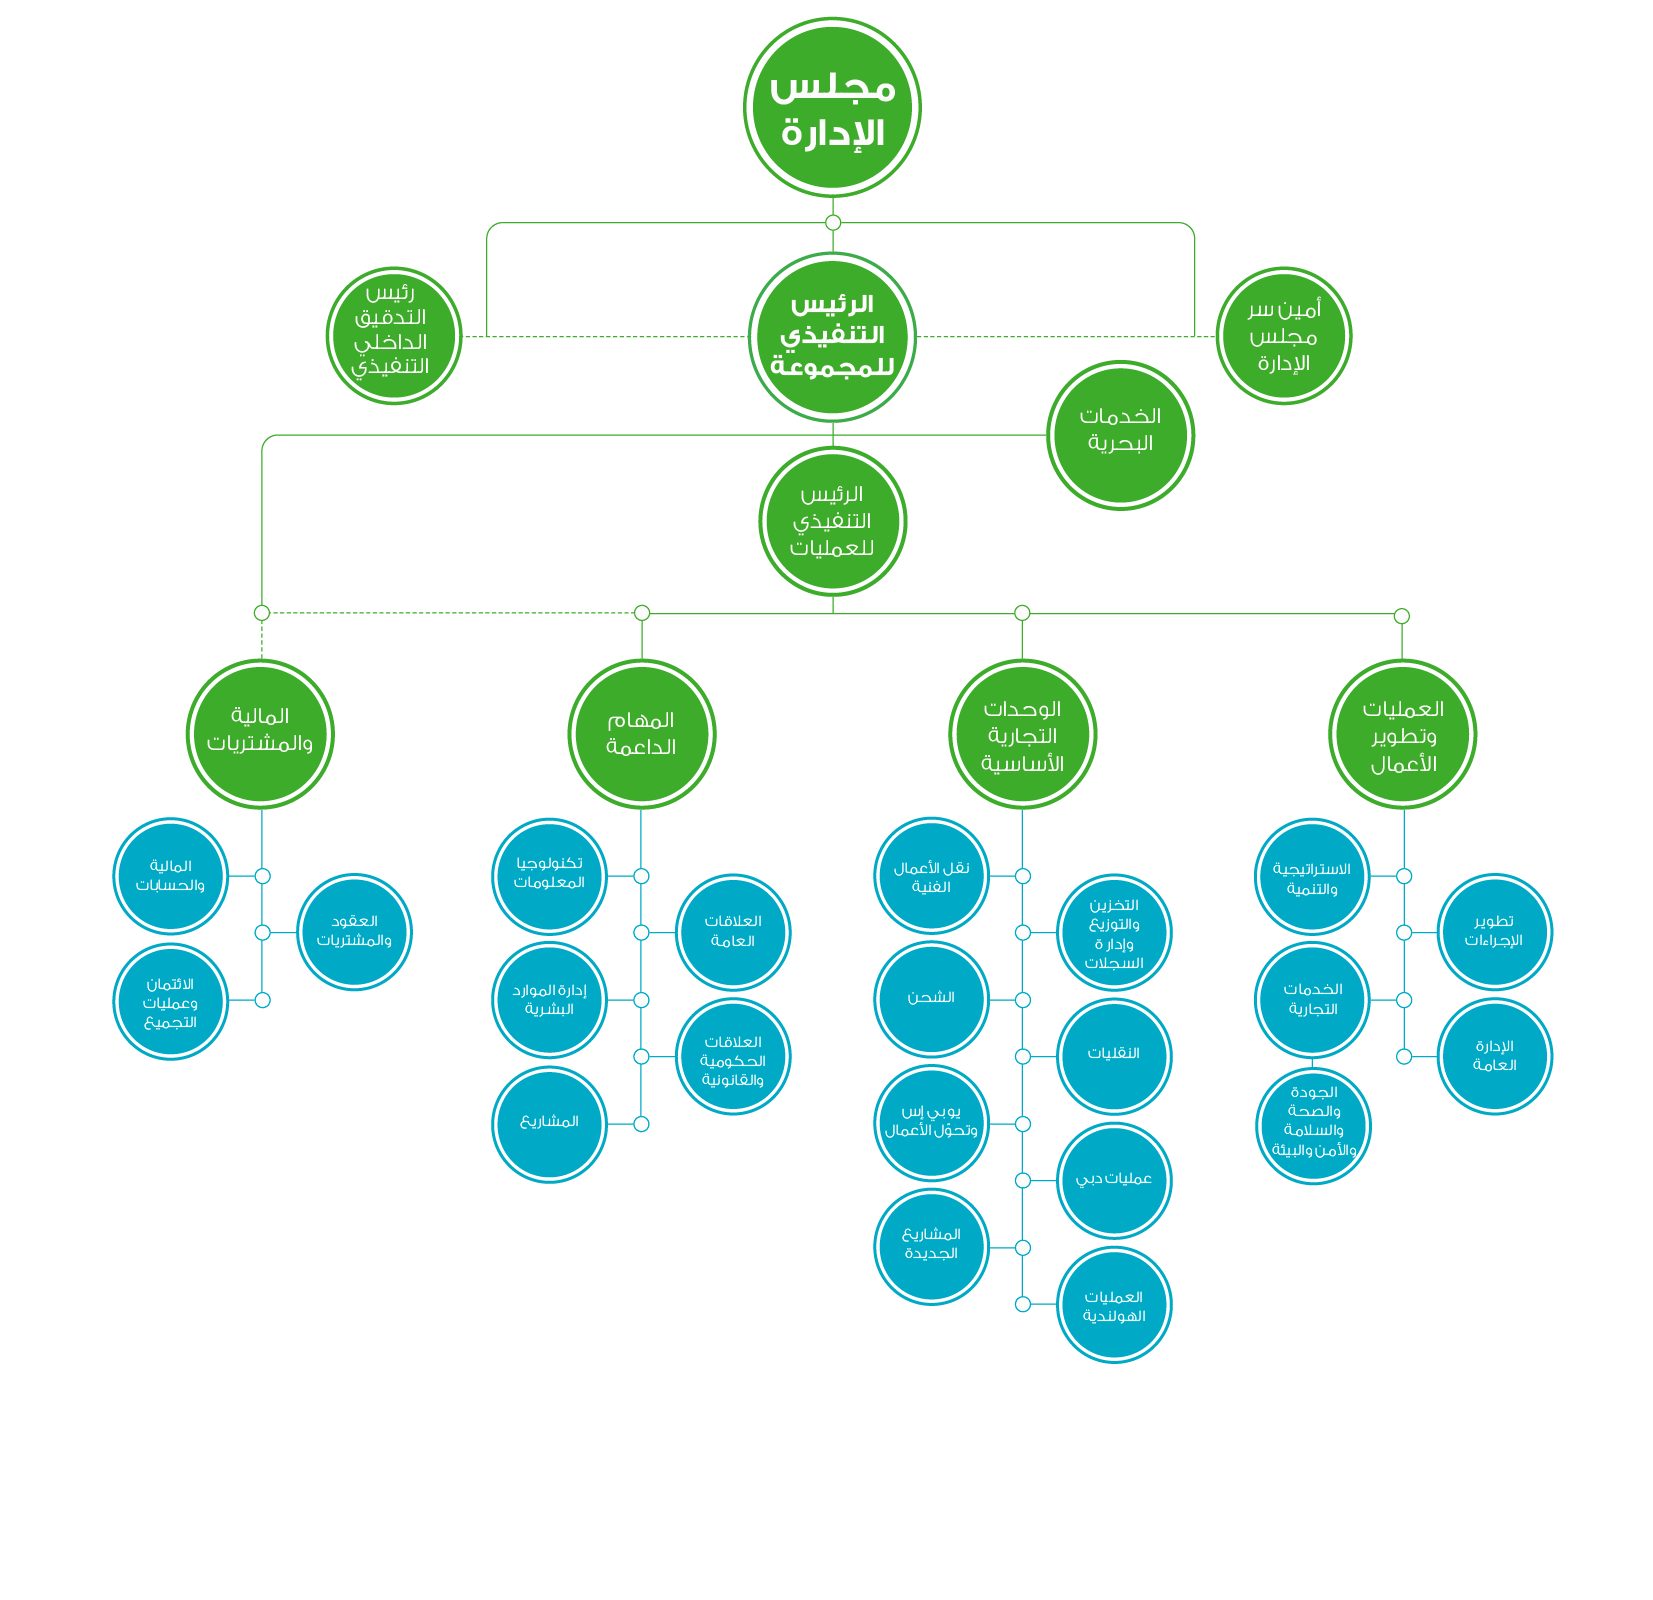 مجلس
الإدارة
الرئيس
التنفيذي
للمجموعة
أمين سر
مجلس
الإدارة
رئيس
التدقيق
الداخلي
التنفيذي
الخدمات
البحرية
الرئيس
التنفيذي
للعمليات
العمليات
وتطوير
الأعمال
الوحدات
التجارية
الأساسية
المهام
الداعمة
المالية
والمشتريات
الاستراتيجية
والتنمية
تطوير
الإجراءات
الخدمات
التجارية
الإدارة
العامة
الجودة
والصحة
والسلامة
والأمن والبيئة
نقل الأعمال
الفنية
التخزين
والتوزيع
وإدارة
السجلات
الشحن
النقليات
يو بي إس
وتحوّل الأعمال
عمليات دبي
المشاريع
الجديدة
العمليات
الهولندية
تكنولوجيا
المعلومات
العلاقات
العامة
إدارة الموارد
البشرية
العلاقات
الحكومية
والقانونية
المشاريع
المالية
والحسابات
العقود
والمشتريات
الائتمان
وعمليات
التجميع